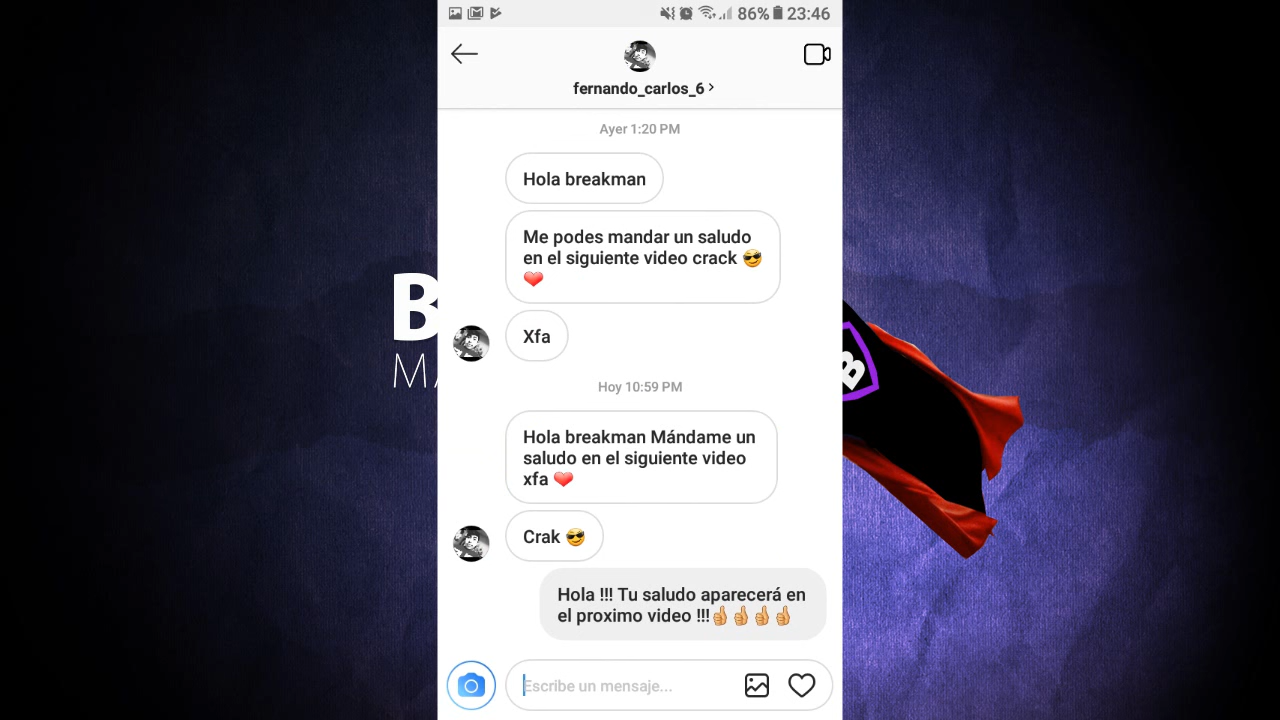 86% 23:46
fernando_carlos_6
Ayer 1:20 PM
Hola breakman
Me podes mandar un saludo
en el siguiente video crack 😎
❤
Xfa
Hoy 10:59 PM
Hola breakman Mándame un
saludo en el siguiente video
xfa ❤
Crak 😎
Hola !!! Tu saludo aparecerá en
el proximo video !!!👍👍👍👍
Escribe un mensaje...
B
MA
B